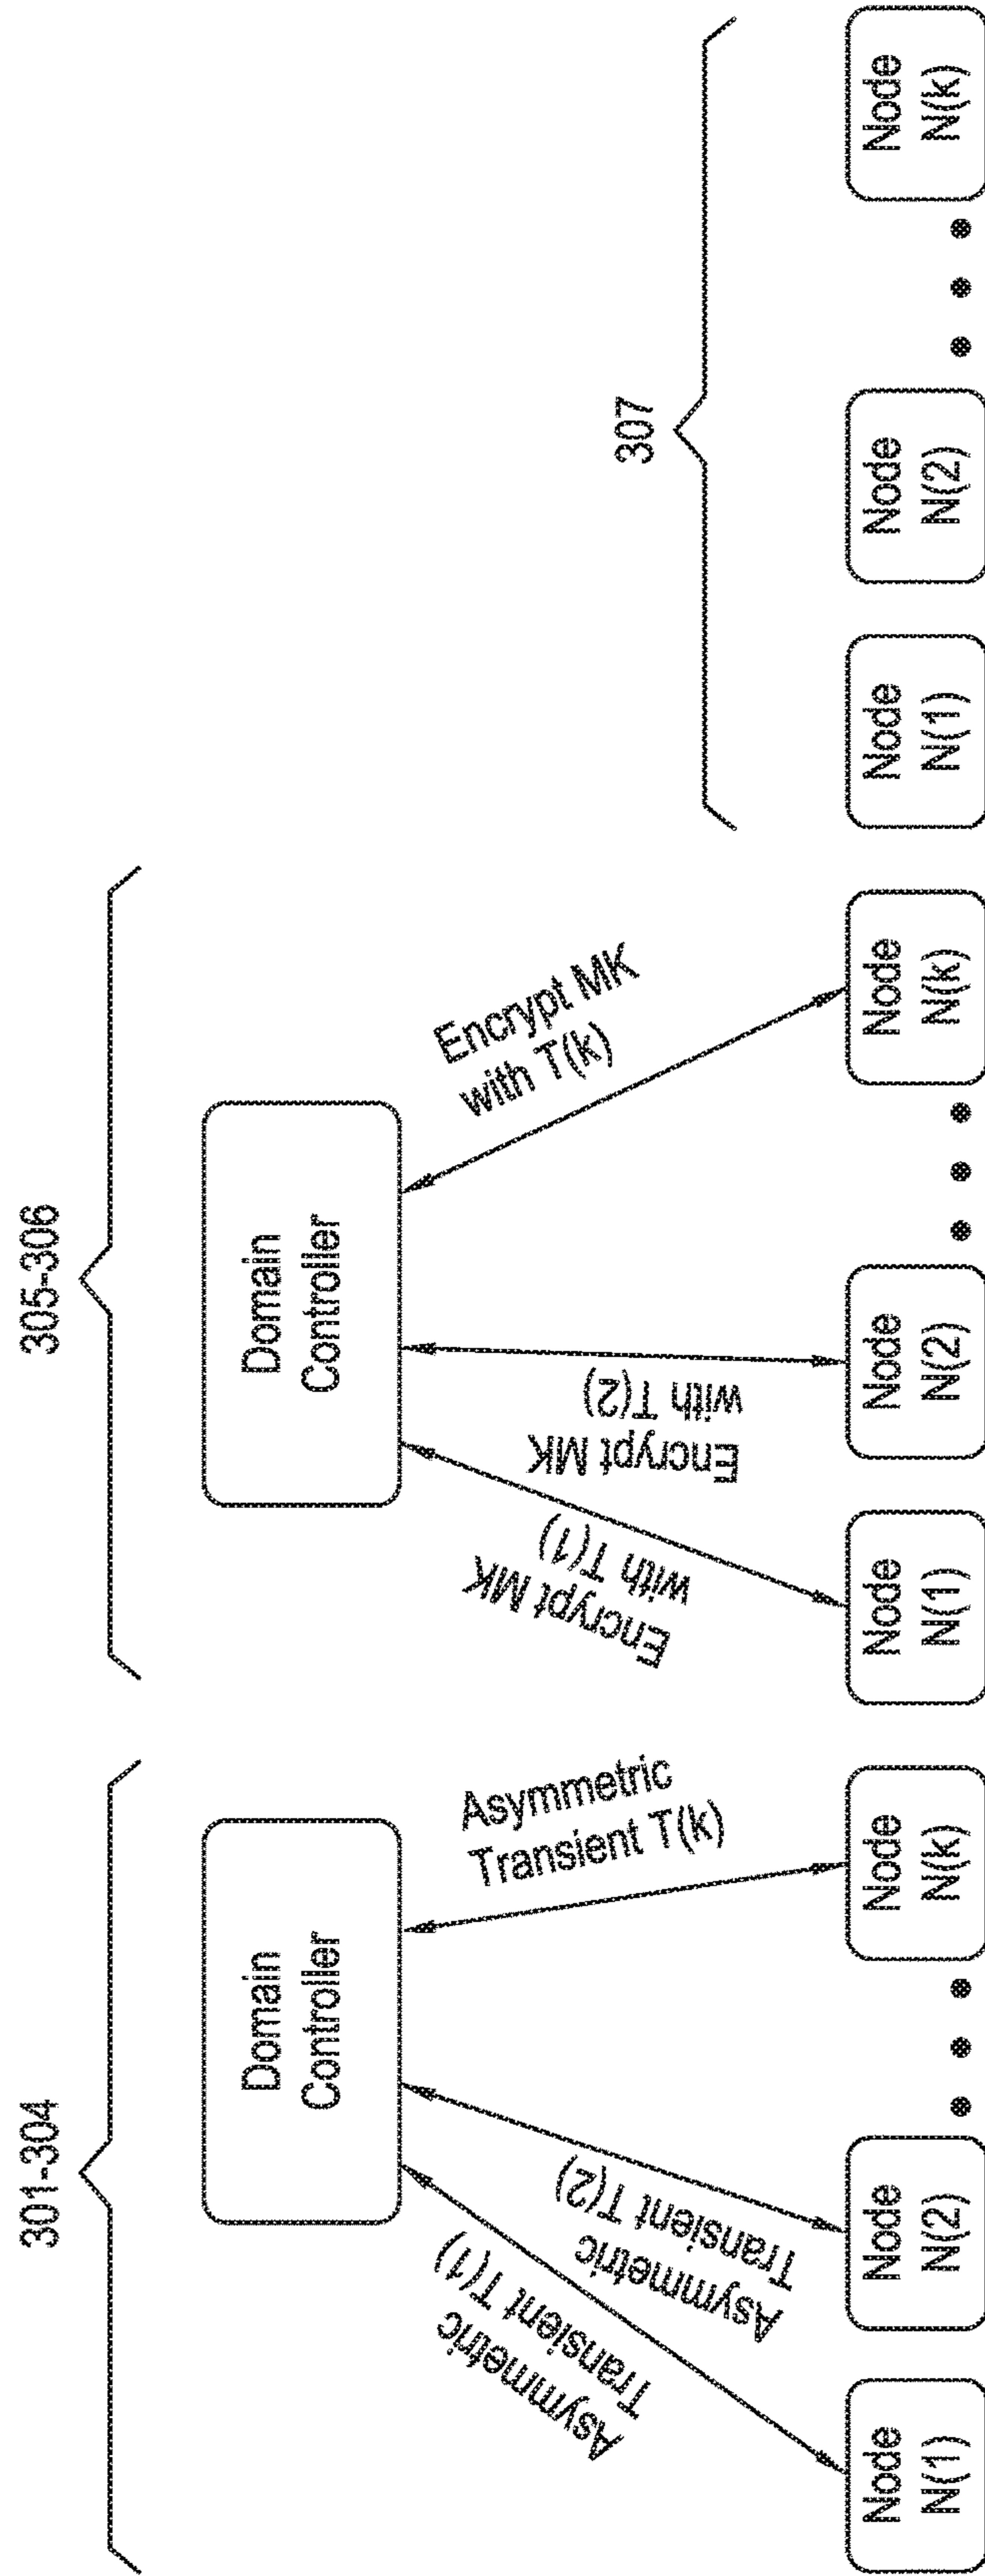 301-304
Domain
Controller
Asymmetric
Transient T(1)
Asymmetric
Transient T(2)
Asymmetric
Transient T(k)
Node
N(1)
Node
N(2)
Node
N(k)
305-306
Domain
Controller
Encrypt MK
with T(1)
Encrypt MK
with T(2)
Encrypt MK
with T(k)
Node
N(1)
Node
N(2)
Node
N(k)
307
Node
N(1)
Node
N(2)
Node
N(k)